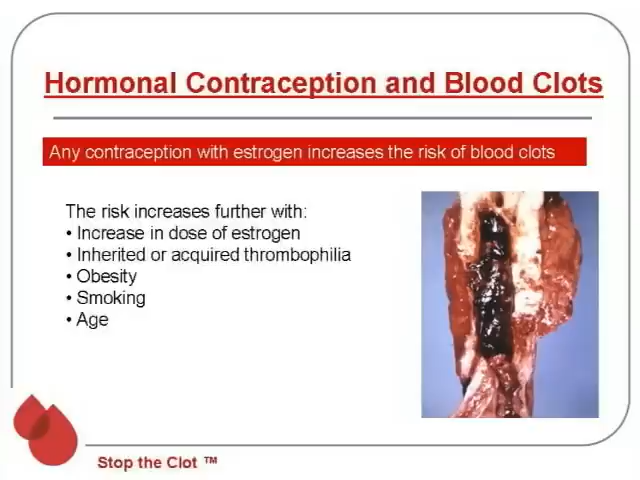 Hormonal Contraception and Blood Clots
Any contraception with estrogen increases the risk of blood clots
The risk increases further with:
• Increase in dose of estrogen
• Inherited or acquired thrombophilia
• Obesity
• Smoking
• Age
Stop the Clot ™